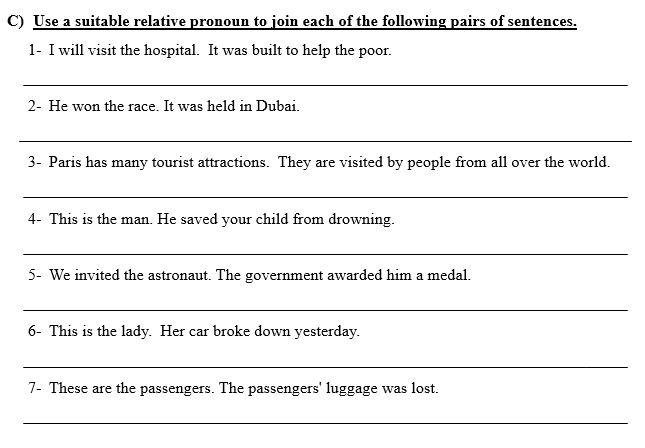 C) Use a suitable relative pronoun to join each of the following pairs of sentences.
1- I will visit the hospital.  It was built to help the poor.
2- He won the race. It was held in Dubai.
3- Paris has many tourist attractions.  They are visited by people from all over the world.
4- This is the man. He saved your child from drowning.
5- We invited the astronaut. The government awarded him a medal.
6- This is the lady.  Her car broke down yesterday.
7- These are the passengers. The passengers' luggage was lost.